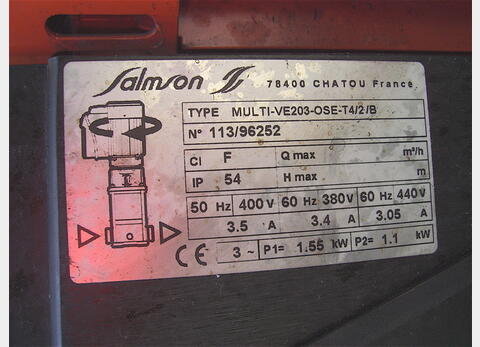 Salmson 78400 CHATOU France
TYPE MULTI-VE203-OSE-T4/2/B
N° 113/96252
CI F Q max m³/h
IP 54 H max m
50 Hz 400 V 60 Hz 380 V 60 Hz 440 V
3.5 A 3.4 A 3.05 A
CE 3 ~ P1= 1.55 kW P2= 1.1 kW